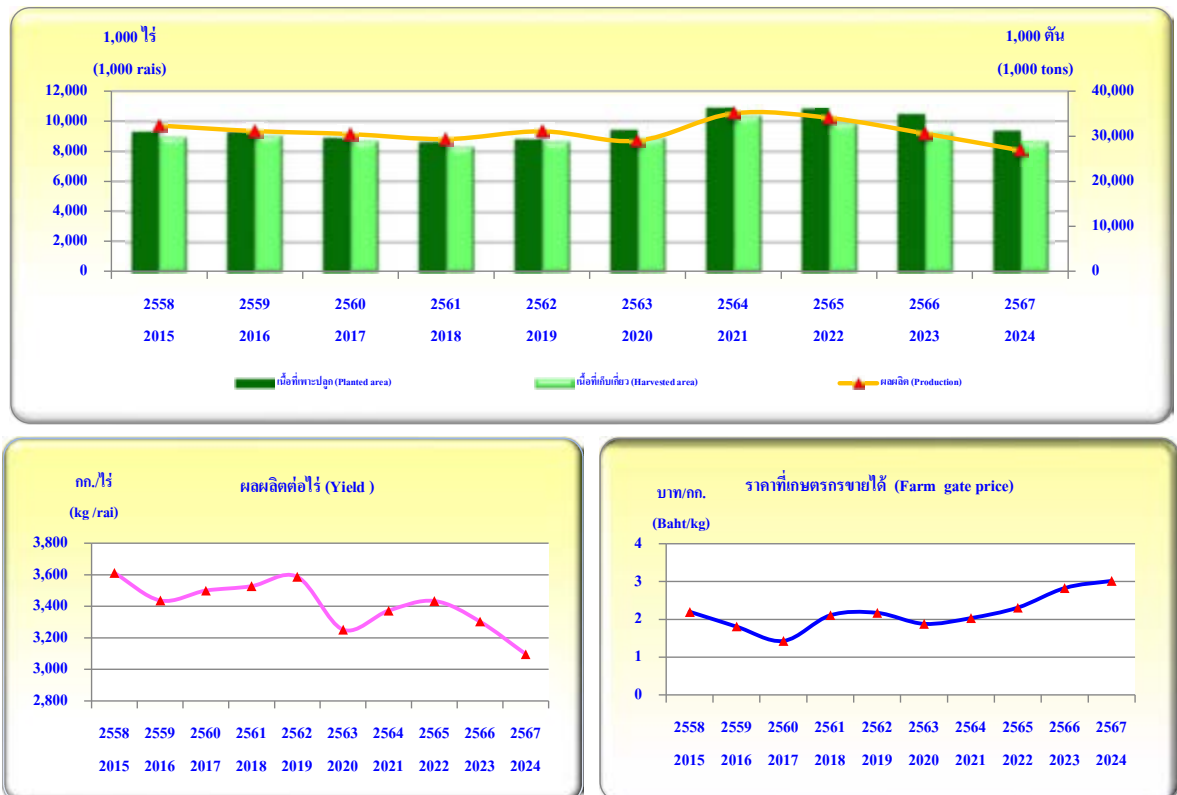 1,000 ไร่
(1,000 rais)
1,000 ตัน
(1,000 tons)
12,000
10,000
8,000
6,000
4,000
2,000
0
40,000
30,000
20,000
10,000
0
2558 2559 2560 2561 2562 2563 2564 2565 2566 2567
2015 2016 2017 2018 2019 2020 2021 2022 2023 2024
เนื้อที่เพาะปลูก (Planted area) เนื้อที่เก็บเกี่ยว (Harvested area) ผลผลิต (Production)
กก./ไร่
(kg /rai)
ผลผลิตต่อไร่ (Yield )
3,800
3,600
3,400
3,200
3,000
2,800
2558 2559 2560 2561 2562 2563 2564 2565 2566 2567
2015 2016 2017 2018 2019 2020 2021 2022 2023 2024
บาท/กก.
(Baht/kg)
ราคาที่เกษตรกรขายได้ (Farm gate price)
4
3
2
1
0
2558 2559 2560 2561 2562 2563 2564 2565 2566 2567
2015 2016 2017 2018 2019 2020 2021 2022 2023 2024